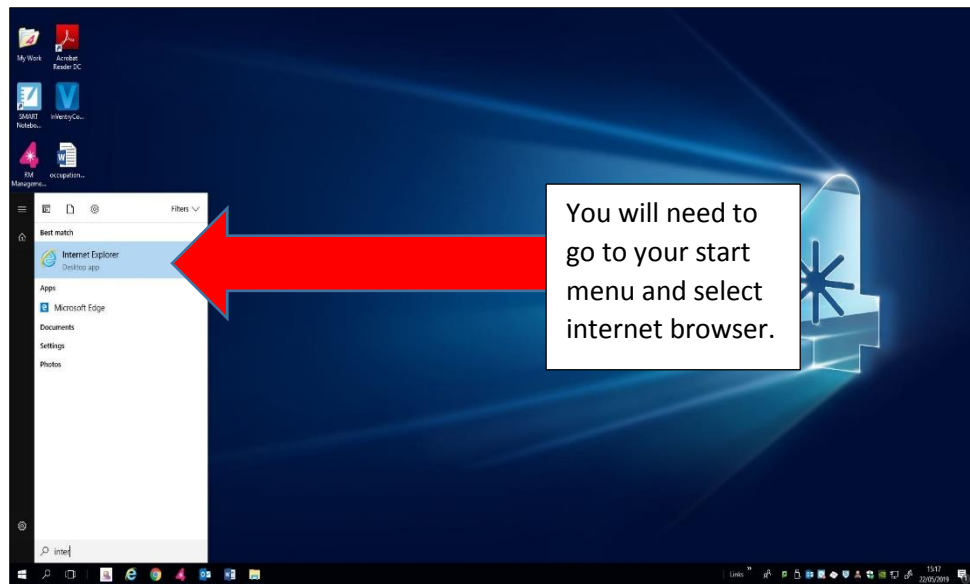 My Work
Acrobat
Reader DC
SMART
Notebo...
InVentryCo...
RM
Manageme...
occupation...
Filters
Best match
Internet Explorer
Desktop app
Apps
Microsoft Edge
Documents
Settings
Photos
inter
You will need to
go to your start
menu and select
internet browser.
Links
15:17
22/05/2019